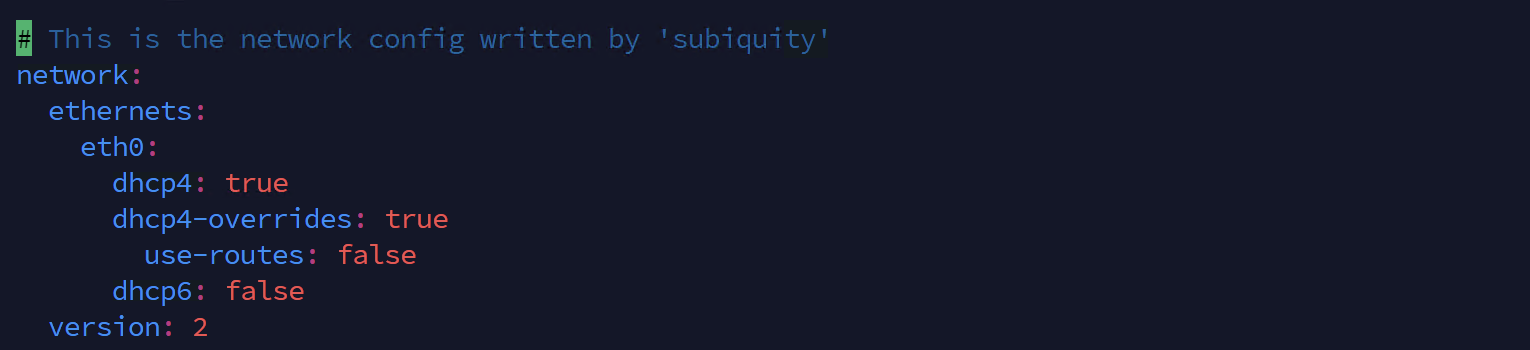 # This is the network config written by 'subiquity'
network:
  ethernets:
    eth0:
      dhcp4: true
      dhcp4-overrides: true
        use-routes: false
      dhcp6: false
  version: 2